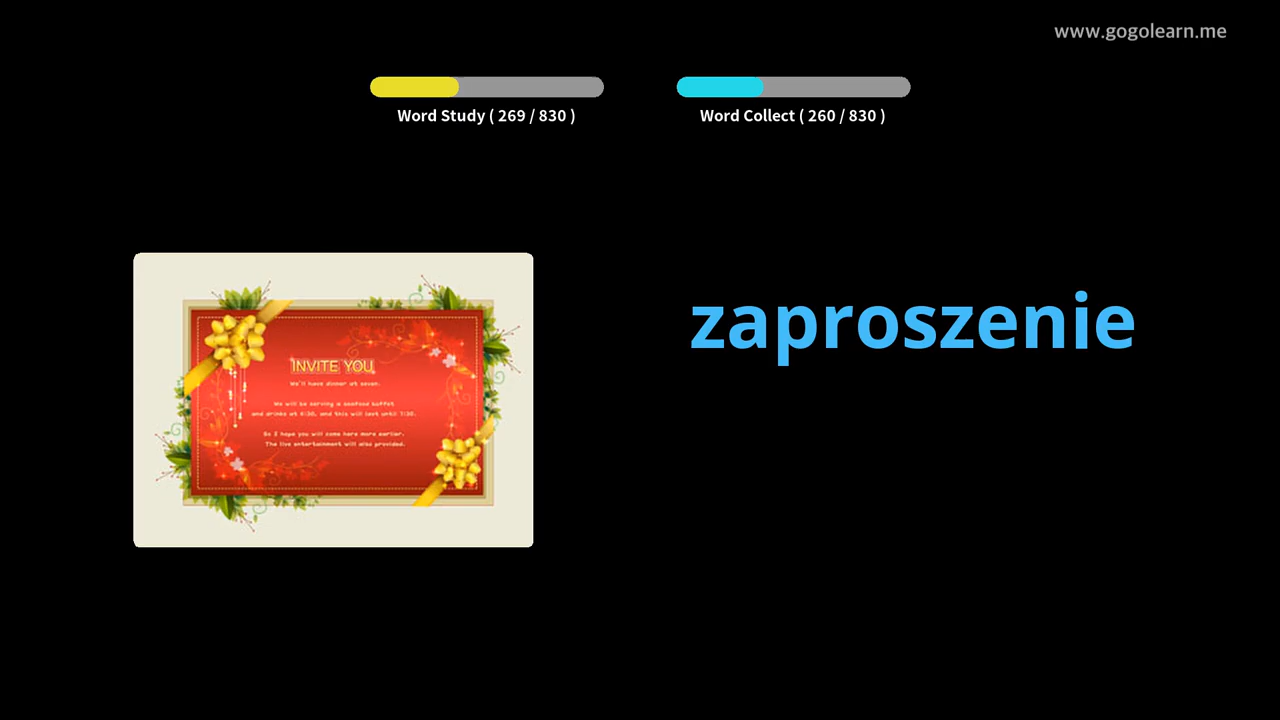 www.gogolearn.me
Word Study ( 269 / 830 )
Word Collect ( 260 / 830 )
zaproszenie
INVITE YOU
We'll have dinner at seven.
We will be serving a seafood buffet
and drinks at 6:30, and this will last until 7:30.
So I hope you will come here more earlier.
The live entertainment will also provided.